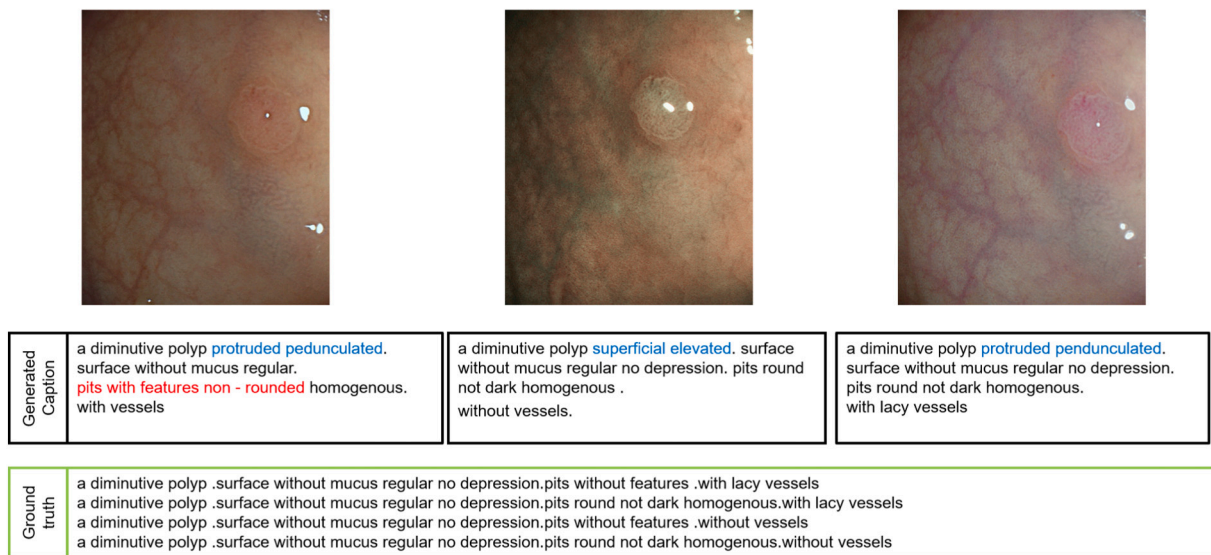 Generated Caption
a diminutive polyp protruded pedunculated.
surface without mucus regular.
pits with features non - rounded homogenous.
with vessels
a diminutive polyp superficial elevated. surface
without mucus regular no depression. pits round
not dark homogenous .
without vessels.
a diminutive polyp protruded pendunculated.
surface without mucus regular no depression.
pits round not dark homogenous.
with lacy vessels
Ground truth
a diminutive polyp .surface without mucus regular no depression.pits without features .with lacy vessels
a diminutive polyp .surface without mucus regular no depression.pits round not dark homogenous.with lacy vessels
a diminutive polyp .surface without mucus regular no depression.pits without features .without vessels
a diminutive polyp .surface without mucus regular no depression.pits round not dark homogenous.without vessels